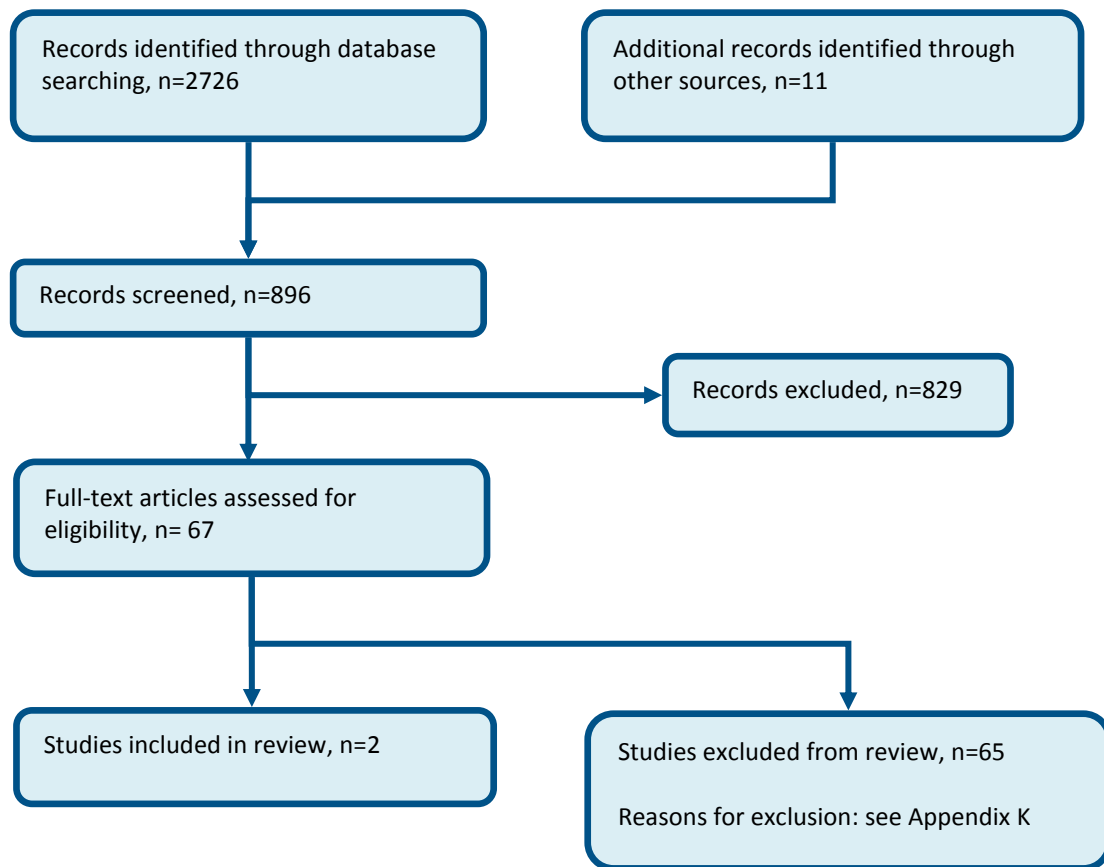 Records identified through database
searching, n=2726
Additional records identified through
other sources, n=11
Records screened, n=896
Records excluded, n=829
Full-text articles assessed for
eligibility, n= 67
Studies included in review, n=2
Studies excluded from review, n=65
Reasons for exclusion: see Appendix K